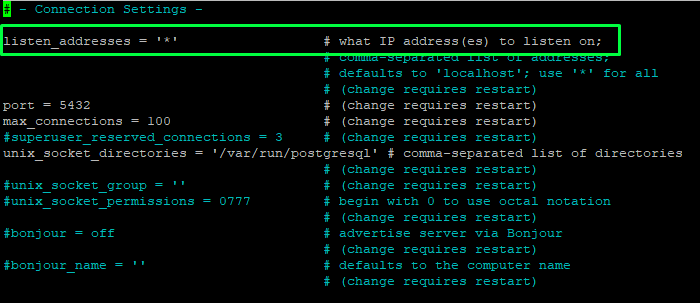 # - Connection Settings -
listen_addresses = '*' # what IP address(es) to listen on;
# comma-separated list of addresses;
# defaults to 'localhost'; use '*' for all
# (change requires restart)
port = 5432 # (change requires restart)
max_connections = 100 # (change requires restart)
#superuser_reserved_connections = 3 # (change requires restart)
unix_socket_directories = '/var/run/postgresql' # comma-separated list of directories
# (change requires restart)
#unix_socket_group = '' # (change requires restart)
#unix_socket_permissions = 0777 # begin with 0 to use octal notation
# (change requires restart)
#bonjour = off # advertise server via Bonjour
# (change requires restart)
#bonjour_name = '' # defaults to the computer name
# (change requires restart)